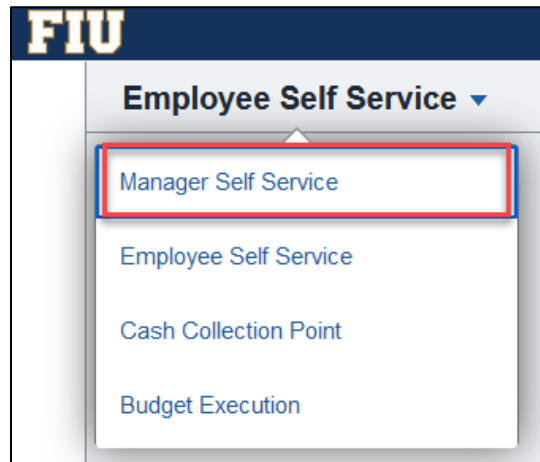 FIU
Employee Self Service
Manager Self Service
Employee Self Service
Cash Collection Point
Budget Execution